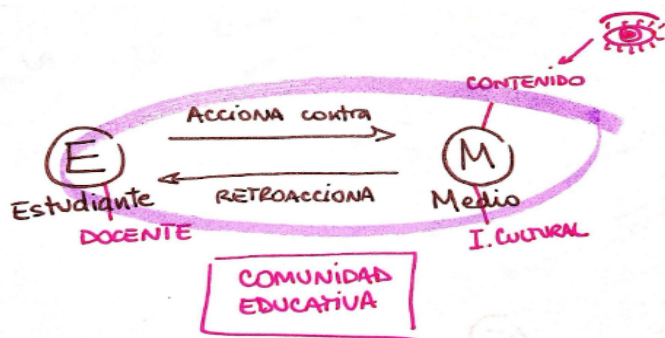 CONTENIDO
ACCIONA contra
E
M
Estudiante
RETROACCIONA
Medio
DOCENTE
I. CULTURAL
COMUNIDAD
EDUCATIVA